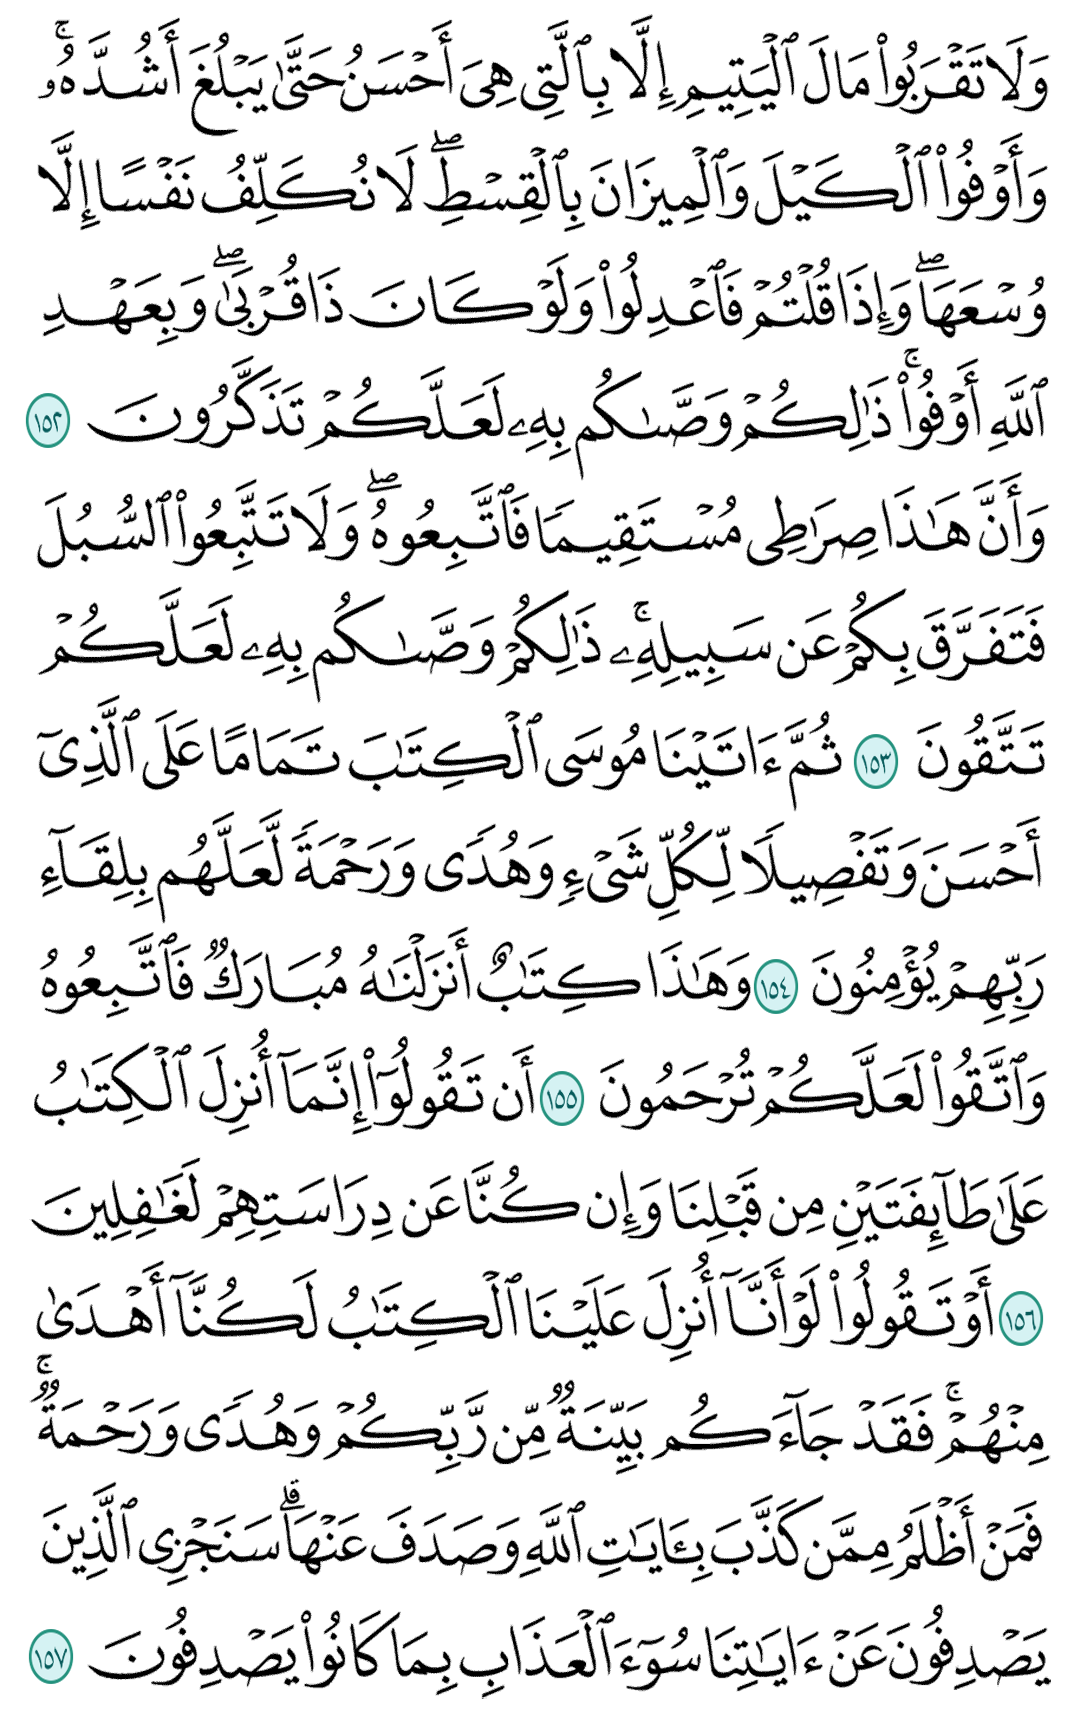 وَلَا تَقْرَبُوا۟ مَالَ ٱلْيَتِيمِ إِلَّا بِٱلَّتِى هِىَ أَحْسَنُ حَتَّىٰ يَبْلُغَ أَشُدَّهُۥ ۚ
وَأَوْفُوا۟ ٱلْكَيْلَ وَٱلْمِيزَانَ بِٱلْقِسْطِ ۖ لَا نُكَلِّفُ نَفْسًا إِلَّا
وُسْعَهَا ۖ وَإِذَا قُلْتُمْ فَٱعْدِلُوا۟ وَلَوْ كَانَ ذَا قُرْبَىٰ ۖ وَبِعَهْدِ
ٱللَّهِ أَوْفُوا۟ ۚ ذَٰلِكُمْ وَصَّىٰكُم بِهِۦ لَعَلَّكُمْ تَذَكَّرُونَ ١٥٢
وَأَنَّ هَٰذَا صِرَٰطِى مُسْتَقِيمًا فَٱتَّبِعُوهُ ۖ وَلَا تَتَّبِعُوا۟ ٱلسُّبُلَ
فَتَفَرَّقَ بِكُمْ عَن سَبِيلِهِۦ ۚ ذَٰلِكُمْ وَصَّىٰكُم بِهِۦ لَعَلَّكُمْ
تَتَّقُونَ ١٥٣ ثُمَّ ءَاتَيْنَا مُوسَى ٱلْكِتَٰبَ تَمَامًا عَلَى ٱلَّذِىٓ
أَحْسَنَ وَتَفْصِيلًا لِّكُلِّ شَىْءٍ وَهُدًى وَرَحْمَةً لَّعَلَّهُم بِلِقَآءِ
رَبِّهِمْ يُؤْمِنُونَ ١٥٤ وَهَٰذَا كِتَٰبٌ أَنزَلْنَٰهُ مُبَارَكٌ فَٱتَّبِعُوهُ
وَٱتَّقُوا۟ لَعَلَّكُمْ تُرْحَمُونَ ١٥٥ أَن تَقُولُوٓا۟ إِنَّمَآ أُنزِلَ ٱلْكِتَٰبُ
عَلَىٰ طَآئِفَتَيْنِ مِن قَبْلِنَا وَإِن كُنَّا عَن دِرَاسَتِهِمْ لَغَٰفِلِينَ
١٥٦ أَوْ تَقُولُوا۟ لَوْ أَنَّآ أُنزِلَ عَلَيْنَا ٱلْكِتَٰبُ لَكُنَّآ أَهْدَىٰ
مِنْهُمْ ۚ فَقَدْ جَآءَكُم بَيِّنَةٌ مِّن رَّبِّكُمْ وَهُدًى وَرَحْمَةٌ ۚ
فَمَنْ أَظْلَمُ مِمَّن كَذَّبَ بِـَٔايَٰتِ ٱللَّهِ وَصَدَفَ عَنْهَا ۗ سَنَجْزِى ٱلَّذِينَ
يَصْدِفُونَ عَنْ ءَايَٰتِنَا سُوٓءَ ٱلْعَذَابِ بِمَا كَانُوا۟ يَصْدِفُونَ ١٥٧